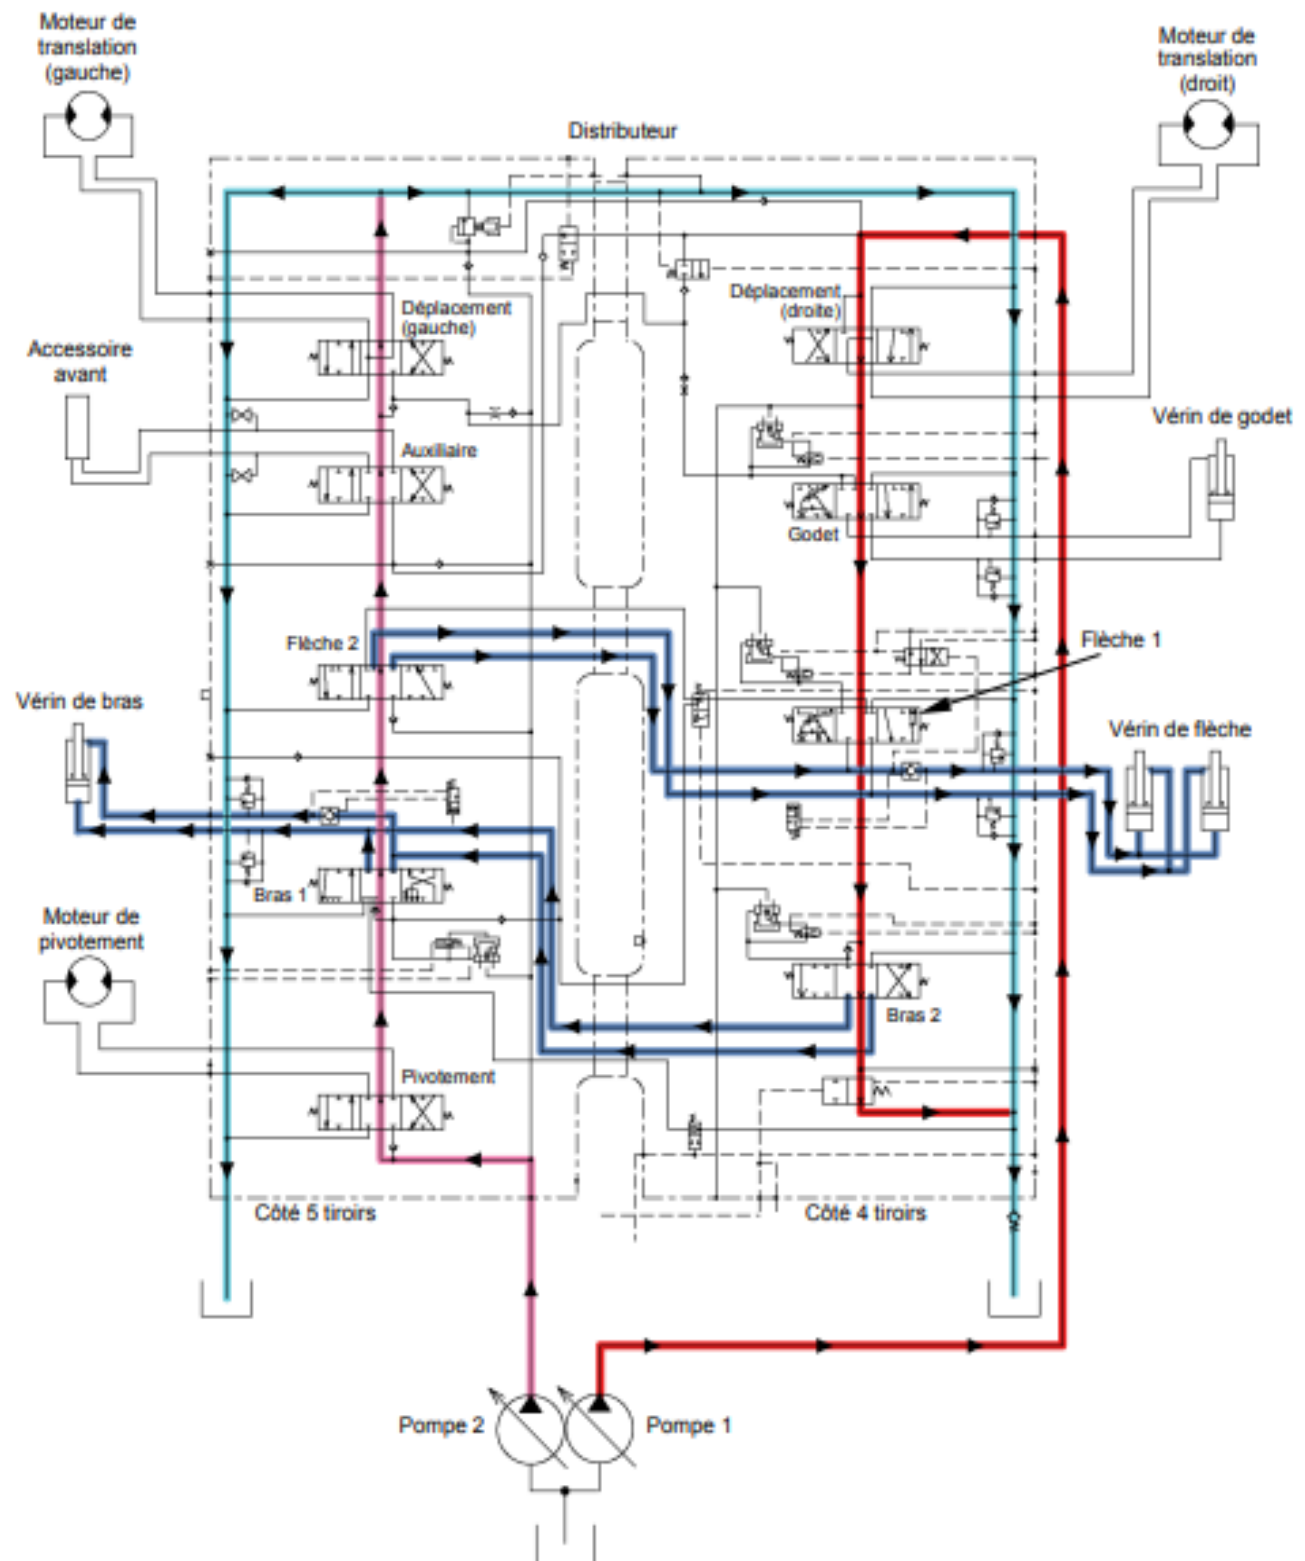 Moteur de
translation
(gauche)
Moteur de
translation
(droit)
Distributeur
Déplacement
(gauche)
Déplacement
(droite)
Accessoire
avant
Vérin de godet
Auxiliaire
Godet
Flèche 2
Flèche 1
Vérin de bras
Vérin de flèche
Bras 1
Moteur de
pivotement
Bras 2
Pivotement
Côté 5 tiroirs
Côté 4 tiroirs
Pompe 2
Pompe 1